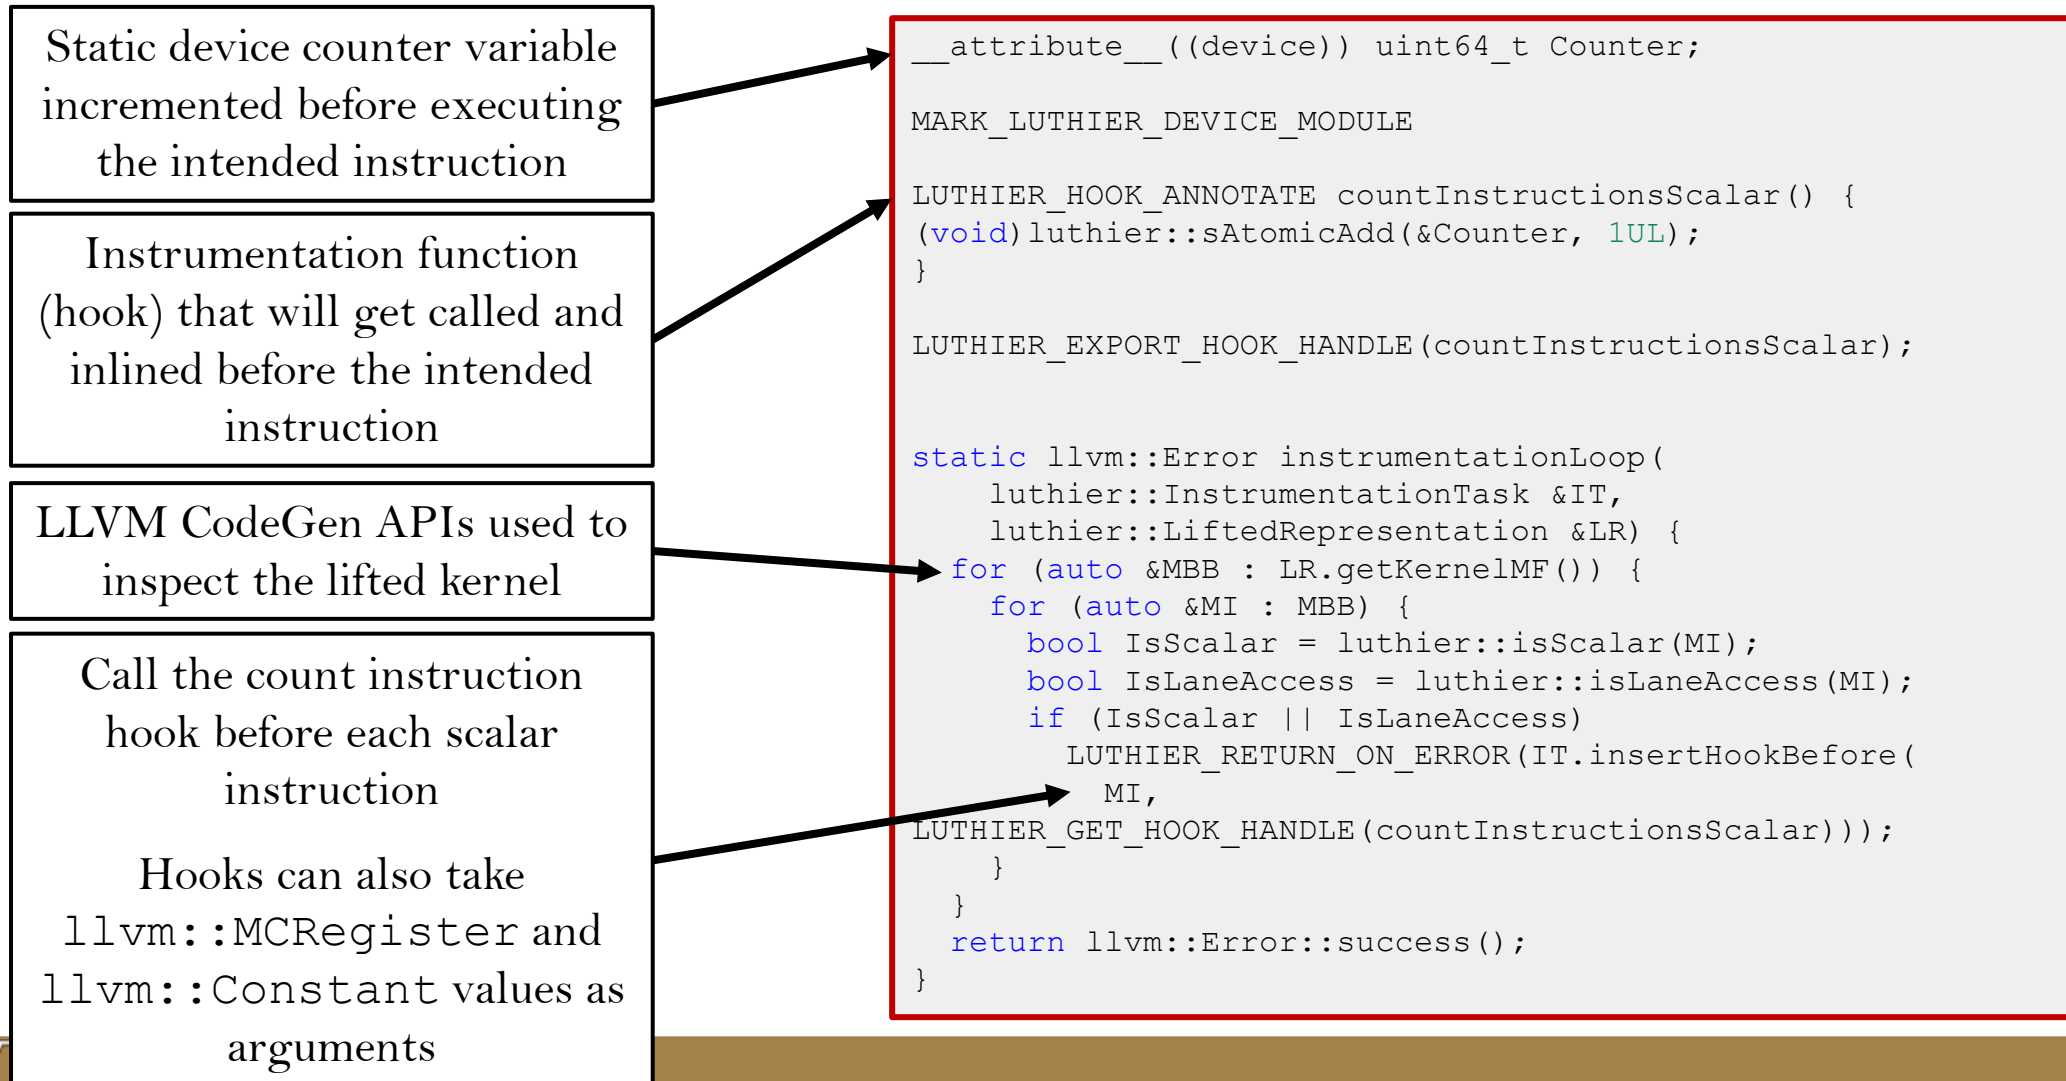 Static device counter variable
incremented before executing
the intended instruction
Instrumentation function
(hook) that will get called and
inlined before the intended
instruction
LLVM CodeGen APIs used to
inspect the lifted kernel
Call the count instruction
hook before each scalar
instruction
Hooks can also take
llvm::MCRegister and
llvm::Constant values as
arguments
__attribute__((device)) uint64_t Counter;
MARK_LUTHIER_DEVICE_MODULE
LUTHIER_HOOK_ANNOTATE countInstructionsScalar() {
(void)luthier::sAtomicAdd(&Counter, 1UL);
}
LUTHIER_EXPORT_HOOK_HANDLE(countInstructionsScalar);
static llvm::Error instrumentationLoop(
    luthier::InstrumentationTask &IT,
    luthier::LiftedRepresentation &LR) {
  for (auto &MBB : LR.getKernelMF()) {
    for (auto &MI : MBB) {
      bool IsScalar = luthier::isScalar(MI);
      bool IsLaneAccess = luthier::isLaneAccess(MI);
      if (IsScalar || IsLaneAccess)
        LUTHIER_RETURN_ON_ERROR(IT.insertHookBefore(
          MI,
LUTHIER_GET_HOOK_HANDLE(countInstructionsScalar)));
    }
  }
  return llvm::Error::success();
}